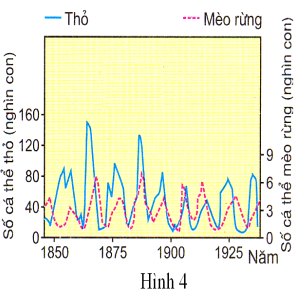 Thỏ Mèo rừng
Số cá thể thỏ (nghìn con)
160
120
80
40
0
9
6
3
0
Số cá thể mèo rừng (nghìn con)
1850 1875 1900 1925 Năm
Hình 4